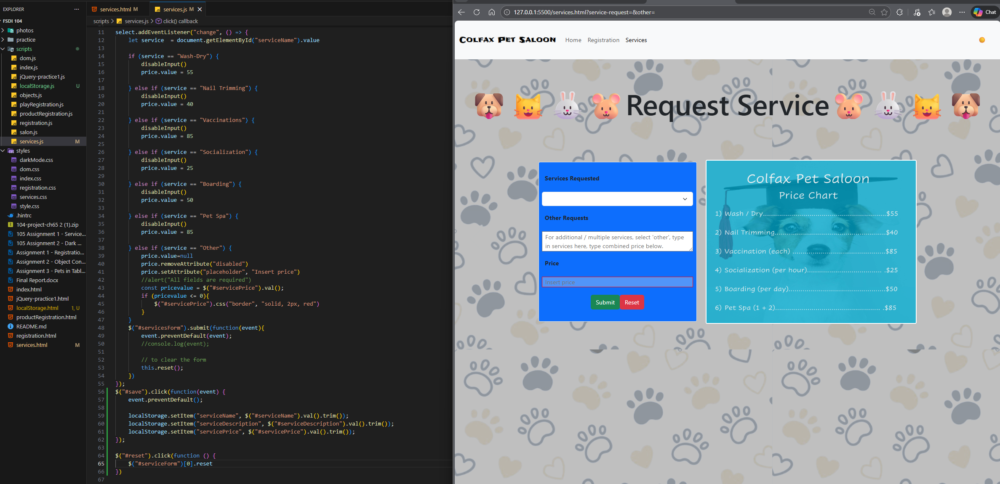 EXPLORER
FSDI 104
photos
practice
scripts
dom.js
index.js
jQuery-practice1.js
localStorage.js U
objects.js
playRegistration.js
productRegistration.js
registration.js
salon.js
services.js M
styles
darkMode.css
dom.css
index.css
registration.css
services.css
style.css
.hintrc
104-project-ch65 2 (1).zip
105 Assignment 1 - Service...
105 Assignment 2 - Dark ...
Assignment 1 - Registratio...
Assignment 2 - Object Con...
Assignment 3 - Pets in Tabl...
Final Report.docx
index.html
jQuery-practice1.html
localStorage.html 1, U
productRegistration.html
README.md
registration.html
services.html M
services.html M
services.js M
scripts > services.js > click() callback
11 select.addEventListener("change", () => {
12 let service  = document.getElementById("serviceName").value
13
14 if (service == "Wash-Dry") {
15 disableInput()
16 price.value = 55
17
18 } else if (service == "Nail Trimming") {
19 disableInput()
20 price.value = 40
21
22 } else if (service == "Vaccinations") {
23 disableInput()
24 price.value = 85
25
26 } else if (service == "Socialization") {
27 disableInput()
28 price.value = 25
29
30 } else if (service == "Boarding") {
31 disableInput()
32 price.value = 50
33
34 } else if (service == "Pet Spa") {
35 disableInput()
36 price.value = 85
37
38 } else if (service == "Other") {
39 price.value=null
40 price.removeAttribute("disabled")
41 price.setAttribute("placeholder", "Insert price")
42 //alert("All fields are required")
43 const pricevalue = $("#servicePrice").val();
44 if (pricevalue <= 0){
45 $("#servicePrice").css("border", "solid, 2px, red")
46 }
47 }
48 $("#servicesForm").submit(function(event){
49 event.preventDefault(event);
50 //console.log(event);
51
52 // to clear the form
53 this.reset();
54 })
55 });
56 $("#save").click(function(event) {
57 event.preventDefault();
58
59 localStorage.setItem("serviceName", $("#serviceName").val().trim());
60 localStorage.setItem("serviceDescription", $("#serviceDescription").val().trim());
61 localStorage.setItem("servicePrice", $("#servicePrice").val().trim());
62 });
63
64 $("#reset").click(function () {
65 $("#serviceForm")[0].reset
66 })
67
127.0.0.1:5500/services.html?service-request=&other=
Chat
Colfax Pet Saloon Home Registration Services
Request Service
Services Requested
Other Requests
For additional / multiple services, select 'other', type
in services here, type combined price below.
Price
Insert price
Submit Reset
Colfax Pet Saloon
Price Chart
1) Wash / Dry..........................................................$55
2) Nail Trimming.....................................................$40
3) Vaccination (each) ............................................$85
4) Socialization (per hour)......................................... .$25
5) Boarding (per day)...................................................$50
6) Pet Spa (1 + 2).................................................. .$85